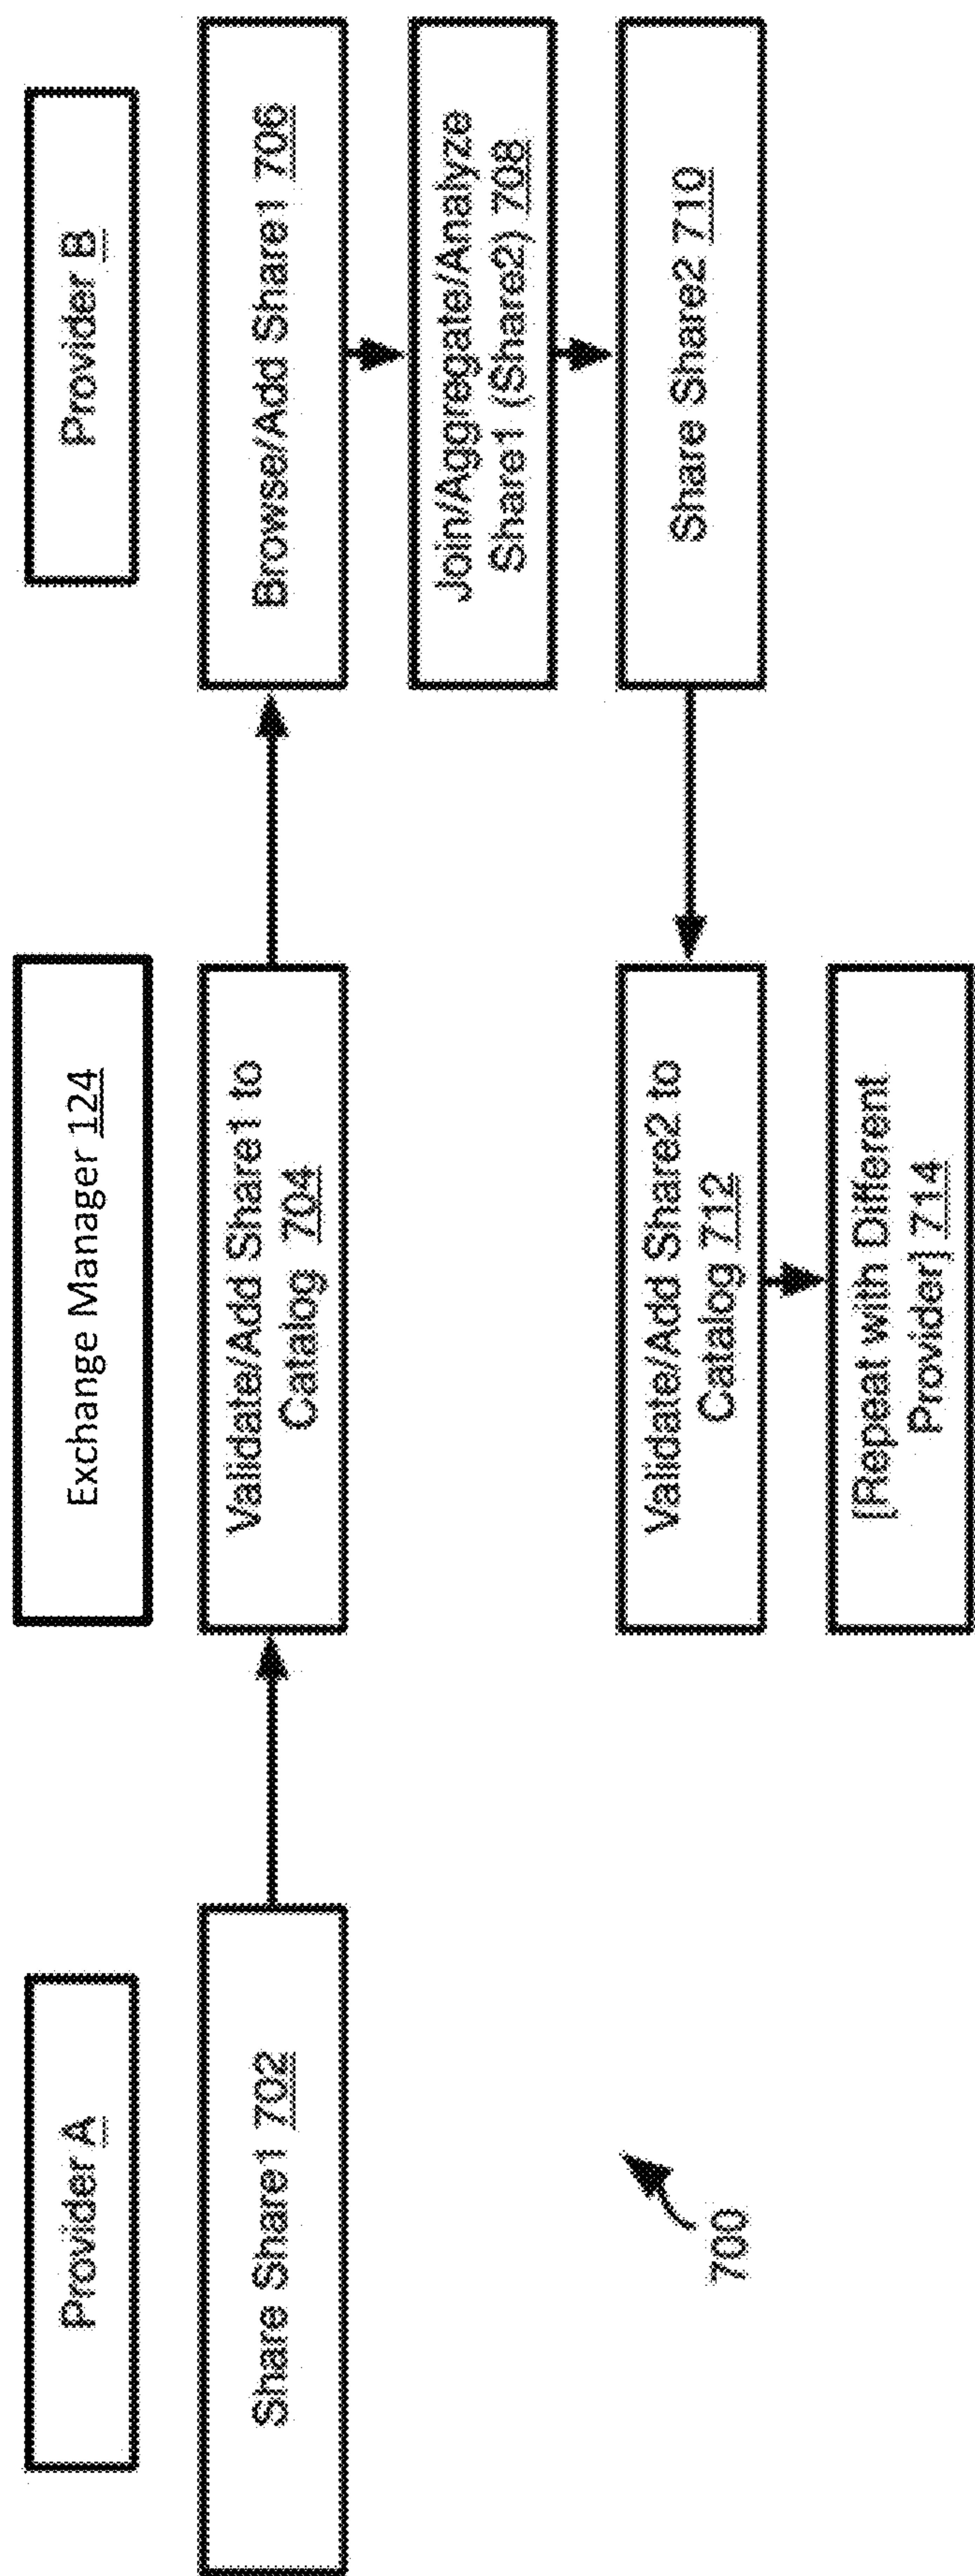 Provider A
Exchange Manager 124
Provider B
Share Share1 702
Validate/Add Share1 to
Catalog 704
Browse/Add Share1 706
Join/Aggregate/Analyze
Share1 (Share2) 708
Share Share2 710
Validate/Add Share2 to
Catalog 712
[Repeat with Different
Provider] 714
700